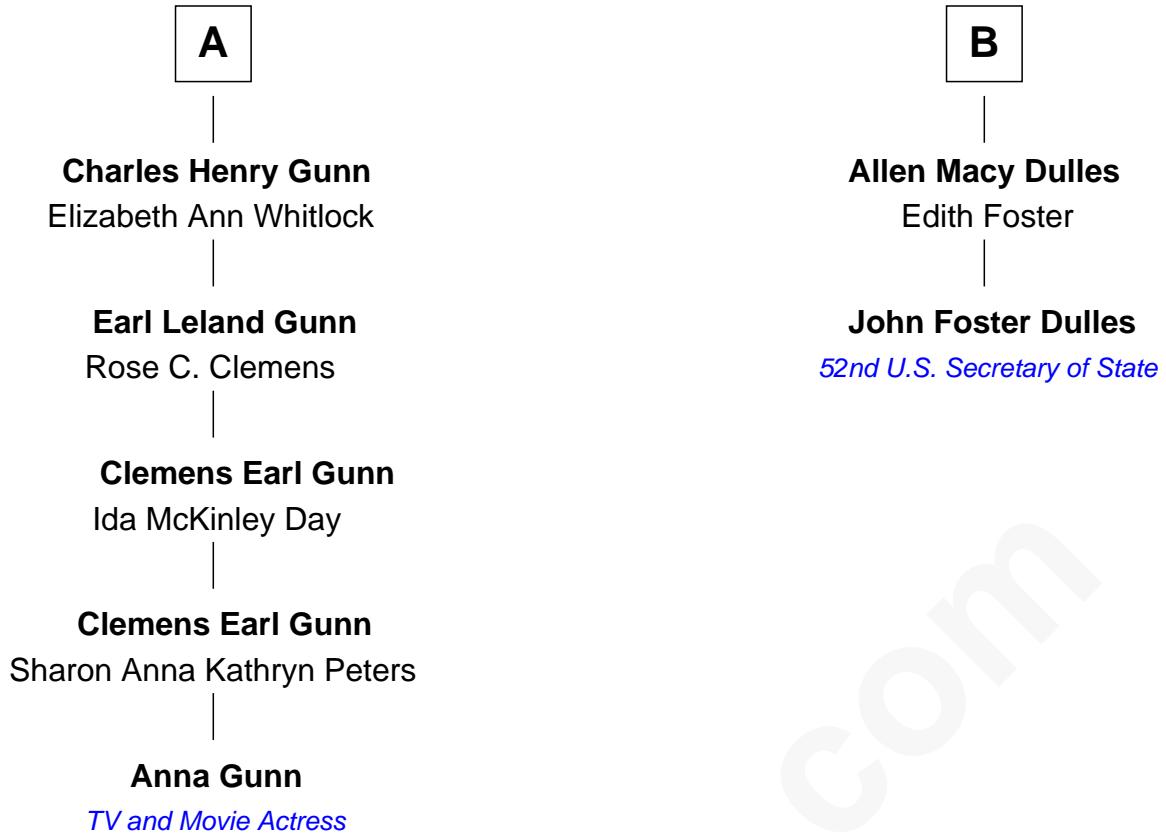 A
Charles Henry Gunn
Elizabeth Ann Whitlock
Earl Leland Gunn
Rose C. Clemens
Clemens Earl Gunn
Ida McKinley Day
Clemens Earl Gunn
Sharon Anna Kathryn Peters
Anna Gunn
TV and Movie Actress
B
Allen Macy Dulles
Edith Foster
John Foster Dulles
52nd U.S. Secretary of State
com